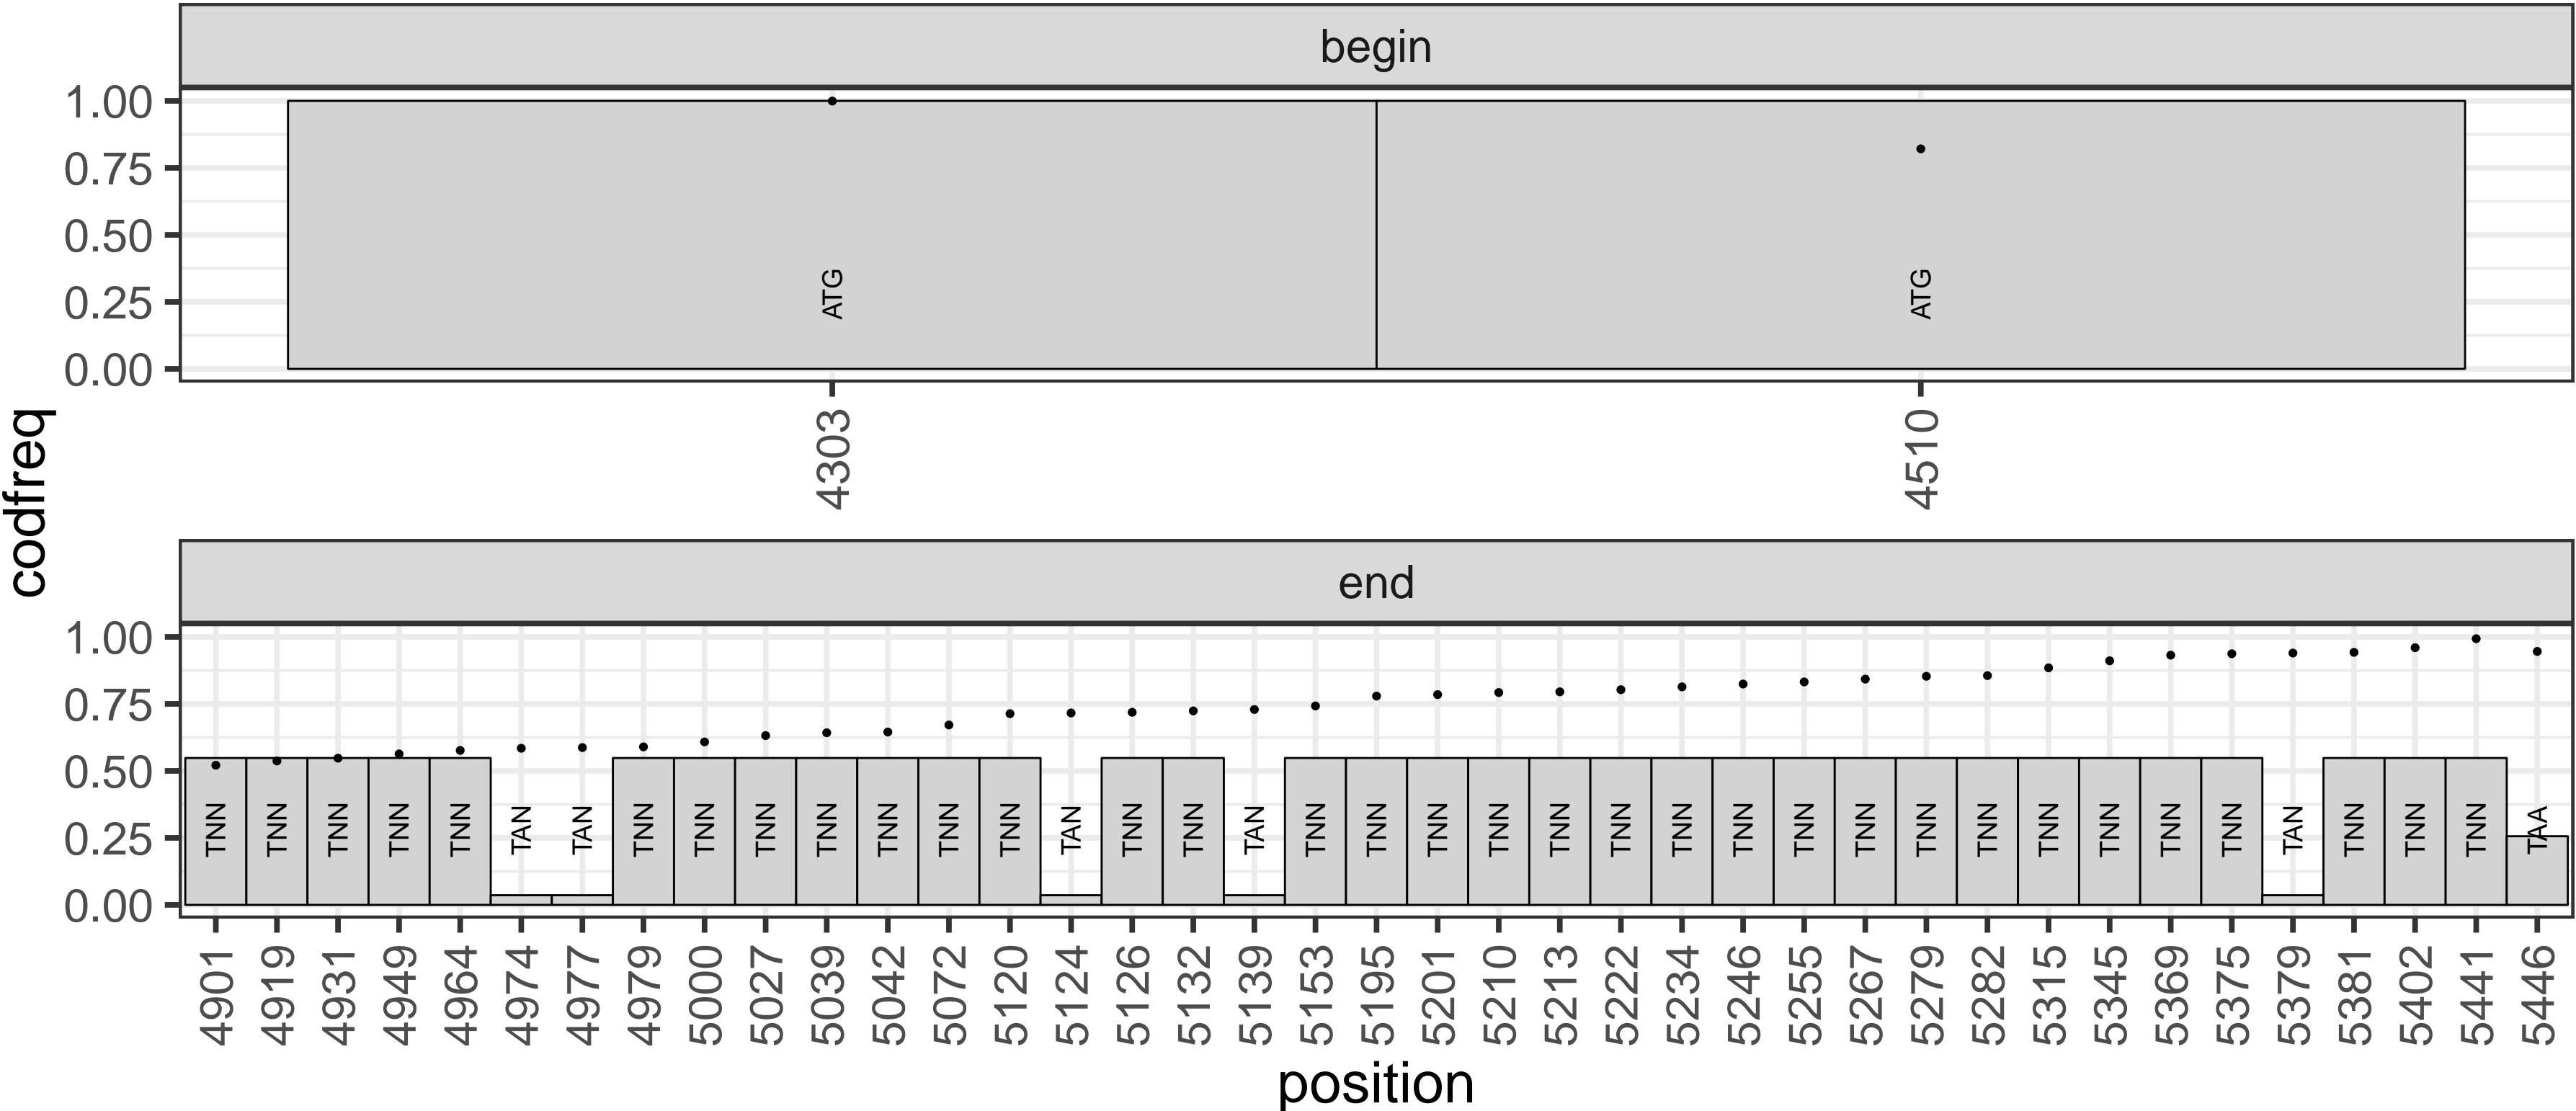 begin
codfreq
1.00
0.75
0.50
0.25
0.00
ATG ATG
4303 4510
end
1.00
0.75
0.50
0.25
0.00
TNN TNN TNN TNN TNN TAN TAN TNN TNN TNN TNN TNN TNN TNN TAN TNN TNN TAN TNN TNN TNN TNN TNN TNN TNN TNN TNN TNN TNN TNN TNN TNN TNN TNN TAN TNN TNN TNN TAA
4901 4919 4931 4949 4964 4974 4977 4979 5000 5027 5039 5042 5072 5120 5124 5126 5132 5139 5153 5195 5201 5210 5213 5222 5234 5246 5255 5267 5279 5282 5315 5345 5369 5375 5379 5381 5402 5441 5446
position